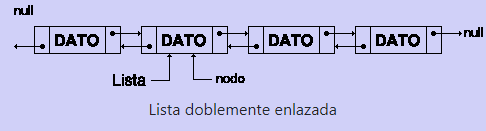 null
DATO DATO DATO DATO null
Lista nodo
Lista doblemente enlazada